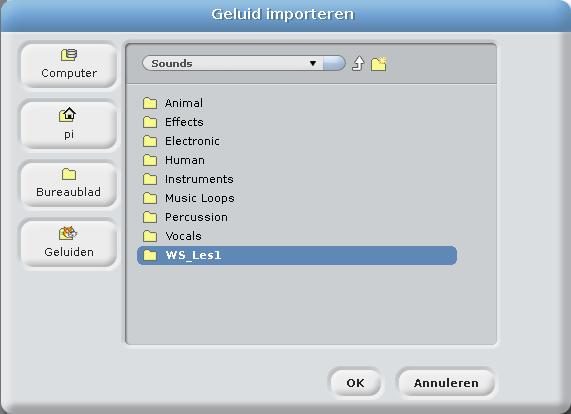 Geluid importeren
Computer
pi
Bureaublad
Geluiden
Sounds
Animal
Effects
Electronic
Human
Instruments
Music Loops
Percussion
Vocals
WS_Les1
OK
Annuleren